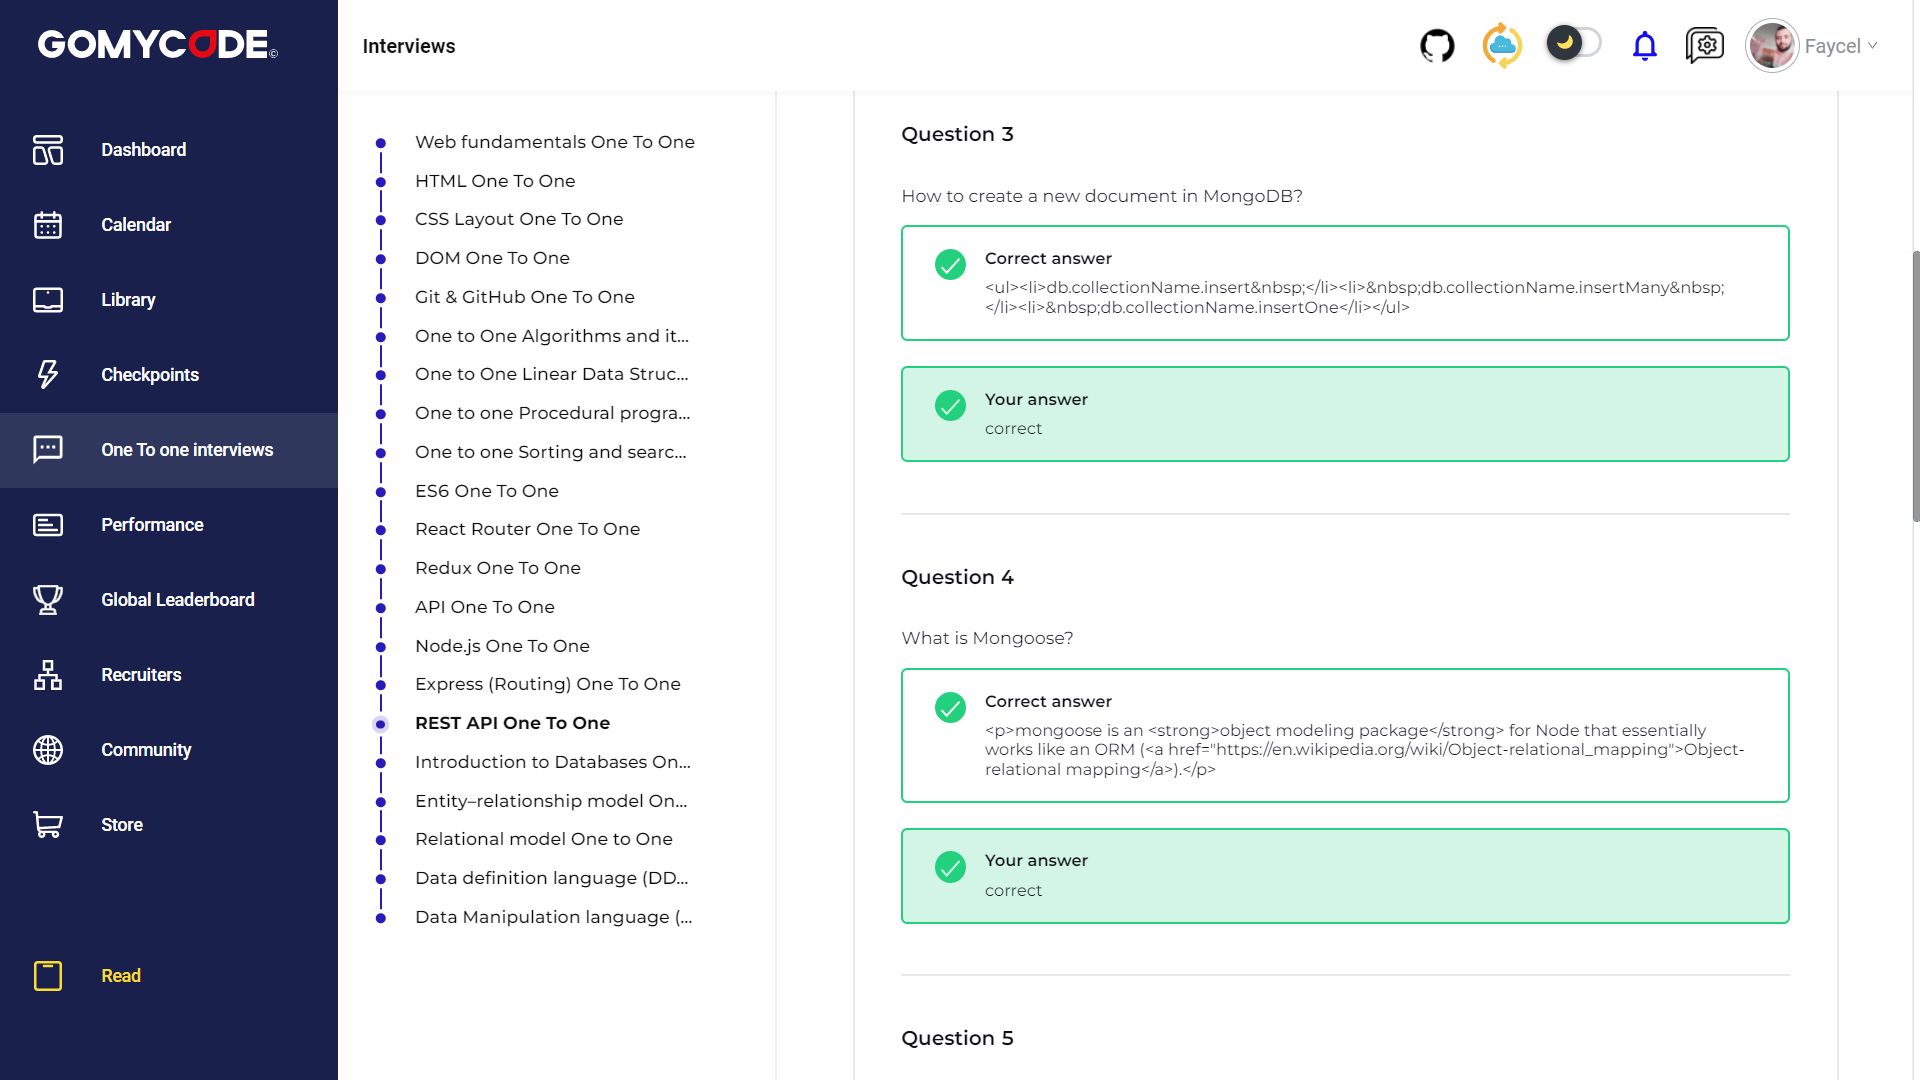 GOMYCODE©
Interviews
Faycel
Dashboard
Calendar
Library
Checkpoints
One To one interviews
Performance
Global Leaderboard
Recruiters
Community
Store
Read
Web fundamentals One To One
HTML One To One
CSS Layout One To One
DOM One To One
Git & GitHub One To One
One to One Algorithms and it...
One to One Linear Data Struc...
One to one Procedural progra...
One to one Sorting and searc...
ES6 One To One
React Router One To One
Redux One To One
API One To One
Node.js One To One
Express (Routing) One To One
REST API One To One
Introduction to Databases On...
Entity–relationship model On...
Relational model One to One
Data definition language (DD...
Data Manipulation language (...
Question 3
How to create a new document in MongoDB?
Correct answer
<ul><li>db.collectionName.insert&nbsp;</li><li>&nbsp;db.collectionName.insertMany&nbsp;
</li><li>&nbsp;db.collectionName.insertOne</li></ul>
Your answer
correct
Question 4
What is Mongoose?
Correct answer
<p>mongoose is an <strong>object modeling package</strong> for Node that essentially
works like an ORM (<a href="https://en.wikipedia.org/wiki/Object-relational_mapping">Object-
relational mapping</a>).</p>
Your answer
correct
Question 5